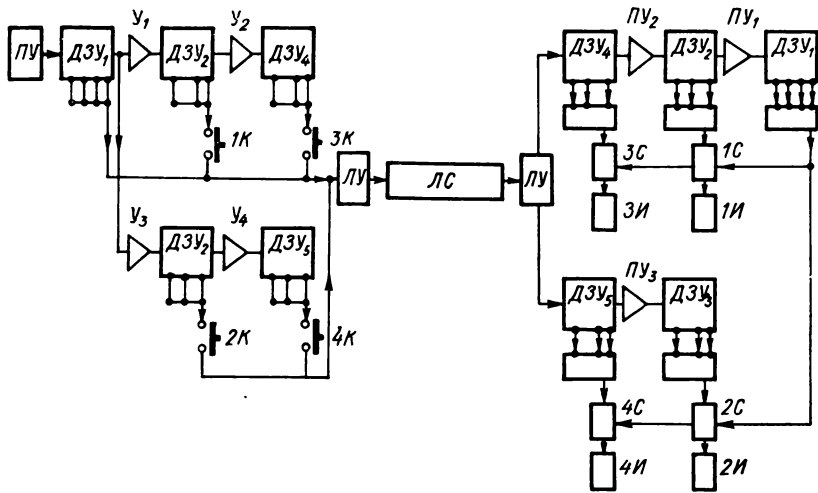 ПУ
ДЗУ1
У1
ДЗУ2
У2
ДЗУ4
1К
3К
У3
ДЗУ2
У4
ДЗУ5
2К
4К
ЛУ
ЛС
ЛУ
ДЗУ4
ПУ2
ДЗУ2
ПУ1
ДЗУ1
3С
1С
3И
1И
ДЗУ5
ПУ3
ДЗУ3
4С
2С
4И
2И